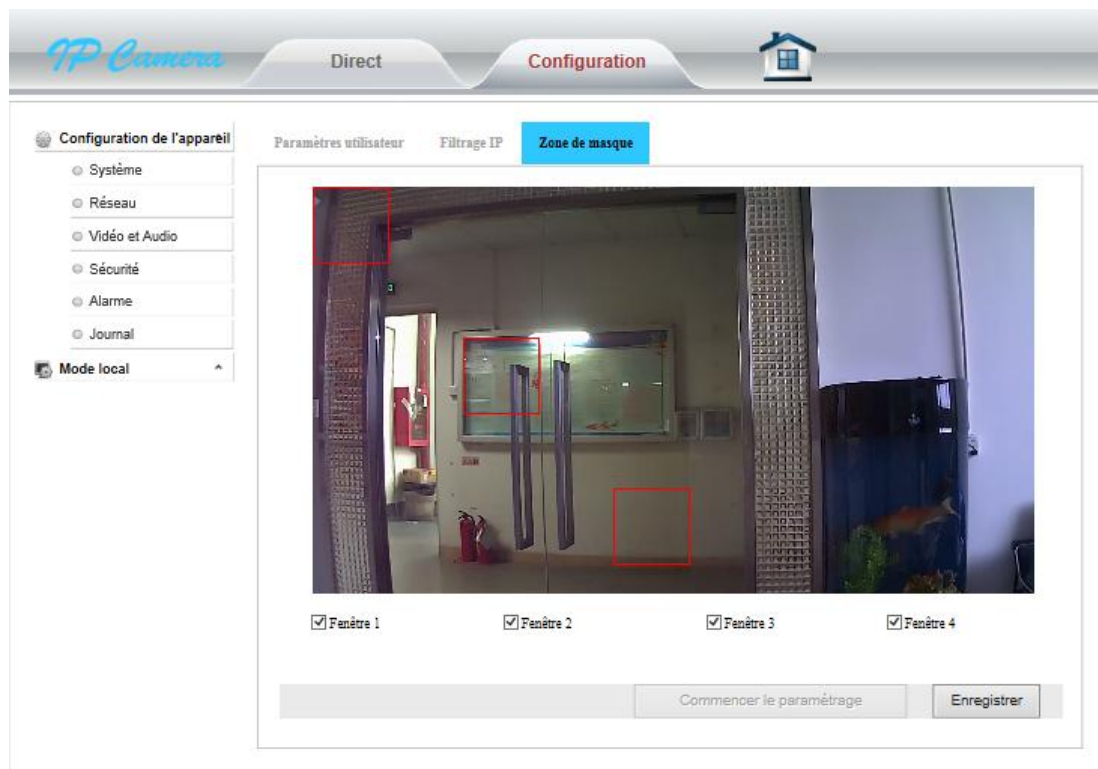 IP Camera
Direct
Configuration
Configuration de l'appareil
Système
Réseau
Vidéo et Audio
Sécurité
Alarme
Journal
Mode local
Paramètres utilisateur Filtrage IP Zone de masque
Fenêtre 1 Fenêtre 2 Fenêtre 3 Fenêtre 4
Commencer le paramétrage Enregistrer